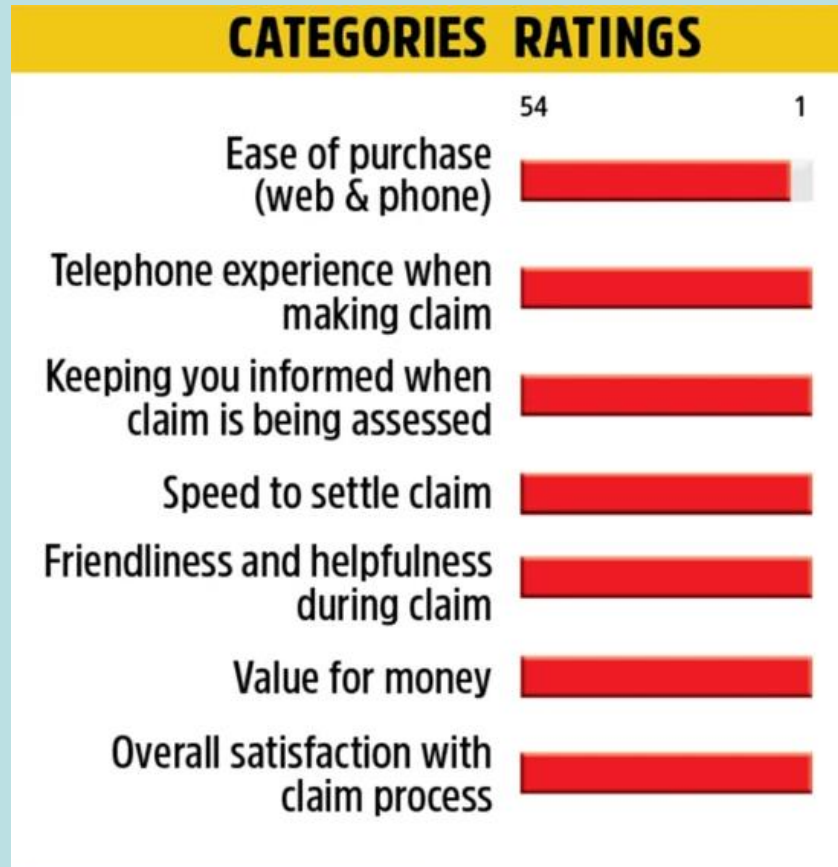 CATEGORIES RATINGS
54 1
Ease of purchase
(web & phone)
Telephone experience when
making claim
Keeping you informed when
claim is being assessed
Speed to settle claim
Friendliness and helpfulness
during claim
Value for money
Overall satisfaction with
claim process